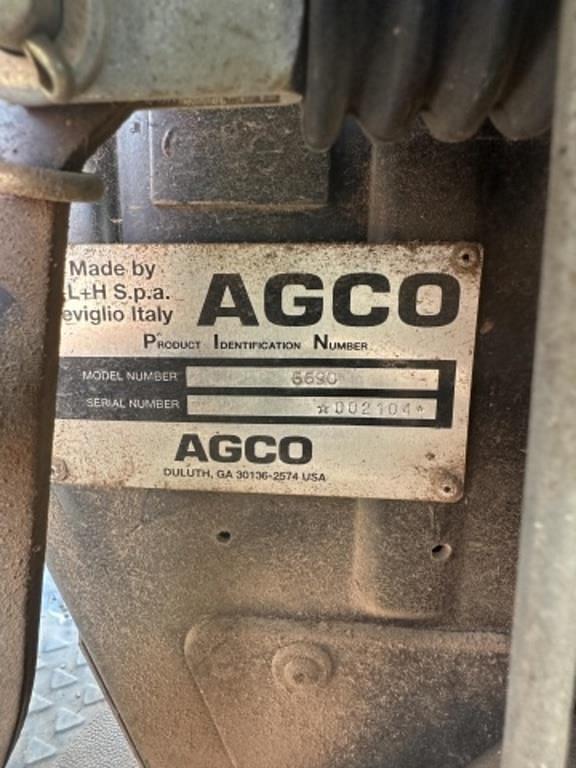 Made by
L+H S.p.a.
eviglio Italy
AGCO
PRODUCT IDENTIFICATION NUMBER
MODEL NUMBER 5690
SERIAL NUMBER ☆002104☆
AGCO
DULUTH, GA 30136-2574 USA